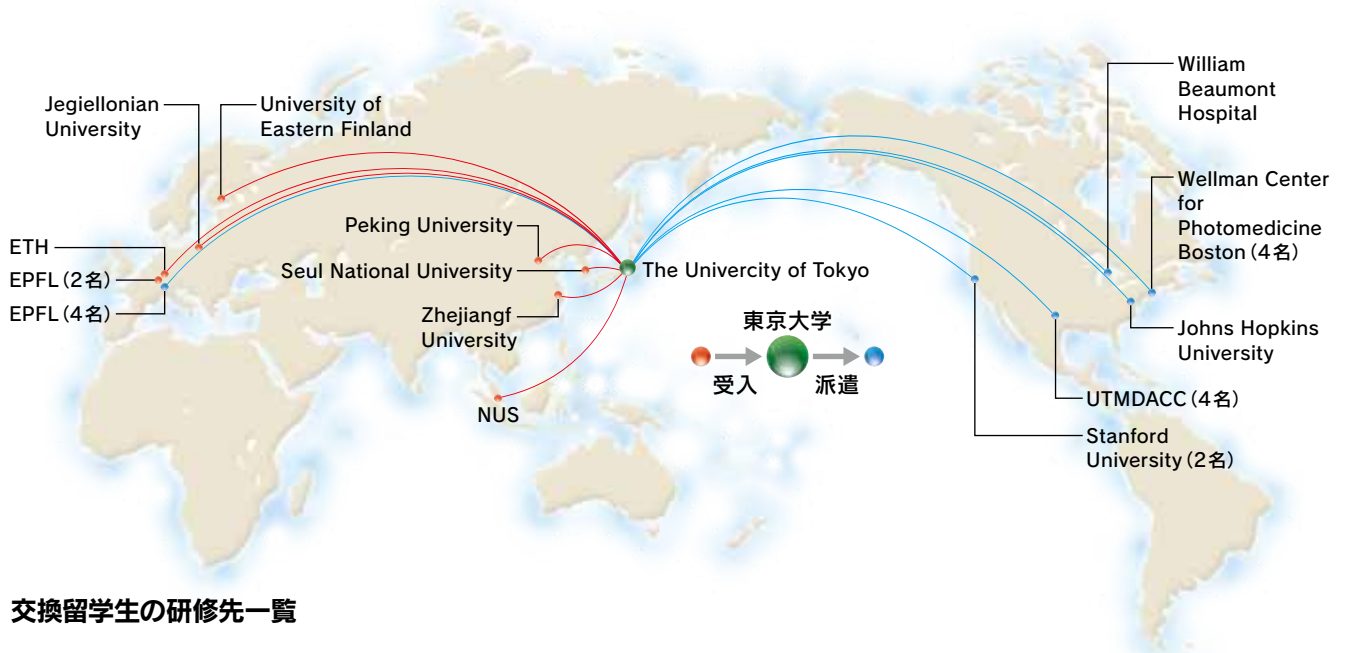 Jegiellonian
University
University of
Eastern Finland
William
Beaumont
Hospital
Wellman Center
for
Photomedicine
Boston（4名）
Peking University
ETH
Seul National University
The Univercity of Tokyo
EPFL（2名）
EPFL（4名）
Zhejiangf
University
東京大学
受入
派遣
Johns Hopkins
University
NUS
UTMDACC（4名）
Stanford
University（2名）
交換留学生の研修先一覧